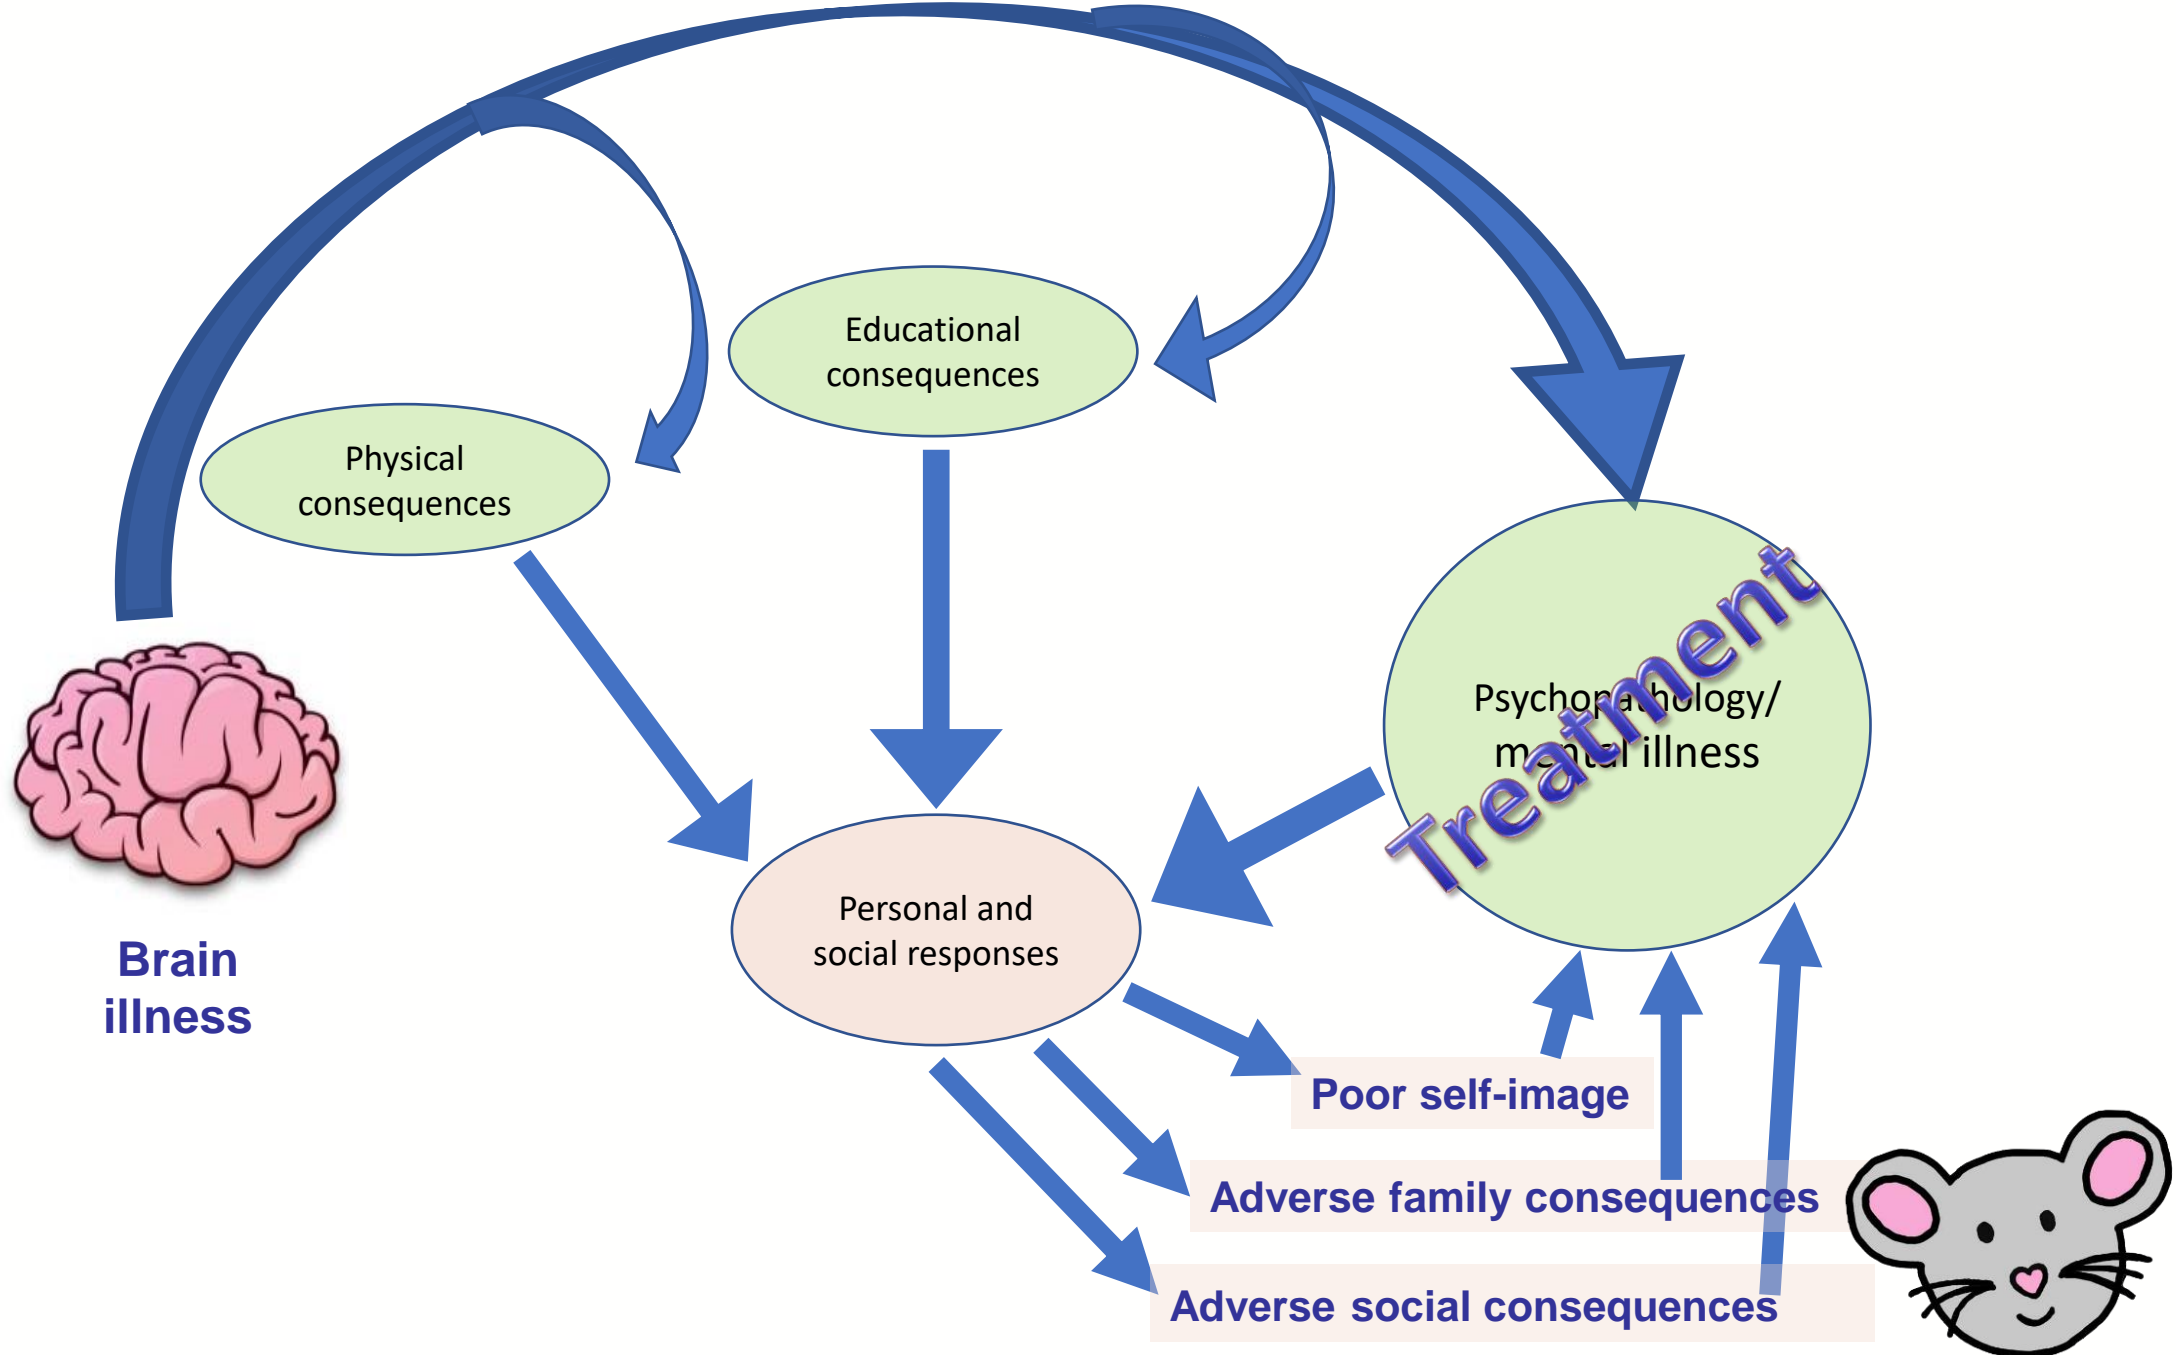 Educational
consequences
Physical
consequences
Psychopathology/
mental illness
Treatment
Personal and
social responses
Brain
illness
Poor self-image
Adverse family consequences
Adverse social consequences